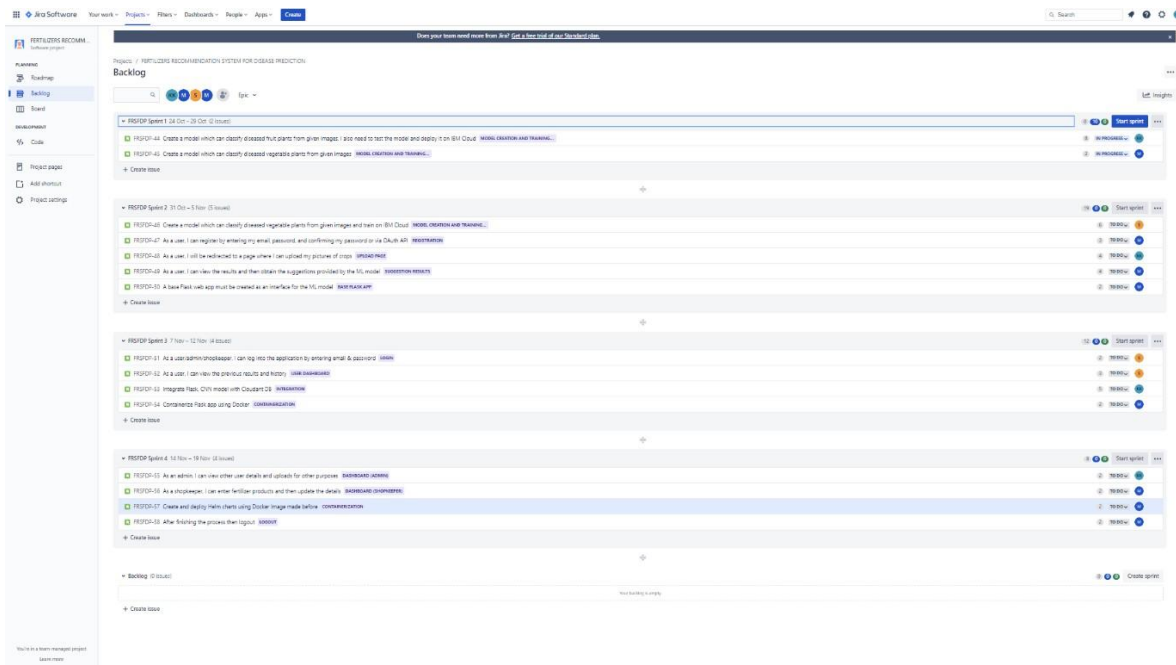 Jira Software Your work Projects Filters Dashboards People Apps Create Search
Does your team need more from Jira? Get a free trial of our Standard plan.
FERTILIZERS RECOMM...
Software project
PLANNING
Roadmap
Backlog
Board
DEVELOPMENT
Code
Project pages
Add shortcut
Project settings
You're in a team-managed project
Learn more
Projects / FERTILIZERS RECOMMENDATION SYSTEM FOR DISEASE PREDICTION
Backlog
Epic
Insights
FRSFDP Sprint 1 24 Oct – 29 Oct (2 issues) Start sprint
FRSFDP-44 Create a model which can classify diseased fruit plants from given images. I also need to test the model and deploy it on IBM Cloud MODEL CREATION AND TRAINING... IN PROGRESS
FRSFDP-45 Create a model which can classify diseased vegetable plants from given images MODEL CREATION AND TRAINING... IN PROGRESS
+ Create issue
FRSFDP Sprint 2 31 Oct – 5 Nov (5 issues) Start sprint
FRSFDP-46 Create a model which can classify diseased vegetable plants from given images and train on IBM Cloud MODEL CREATION AND TRAINING... TO DO
FRSFDP-47 As a user, I can register by entering my email, password, and confirming my password or via OAuth API REGISTRATION TO DO
FRSFDP-48 As a user, I will be redirected to a page where I can upload my pictures of crops UPLOAD PAGE TO DO
FRSFDP-49 As a user, I can view the results and then obtain the suggestions provided by the ML model SUGGESTION RESULTS TO DO
FRSFDP-50 A base Flask web app must be created as an interface for the ML model BASE FLASK APP TO DO
+ Create issue
FRSFDP Sprint 3 7 Nov – 12 Nov (4 issues) Start sprint
FRSFDP-51 As a user/admin/shopkeeper, I can log into the application by entering email & password LOGIN TO DO
FRSFDP-52 As a user, I can view the previous results and history USER DASHBOARD TO DO
FRSFDP-53 Integrate Flask, CNN model with Cloudant DB INTEGRATION TO DO
FRSFDP-54 Containerize Flask app using Docker CONTAINERIZATION TO DO
+ Create issue
FRSFDP Sprint 4 14 Nov – 19 Nov (4 issues) Start sprint
FRSFDP-55 As an admin, I can view other user details and uploads for other purposes DASHBOARD (ADMIN) TO DO
FRSFDP-56 As a shopkeeper, I can enter fertilizer products and then update the details DASHBOARD (SHOPKEEPER) TO DO
FRSFDP-57 Create and deploy Helm charts using Docker Image made before CONTAINERIZATION TO DO
FRSFDP-58 After finishing the process then logout LOGOUT TO DO
+ Create issue
Backlog (0 issues) Create sprint
Your backlog is empty.
+ Create issue